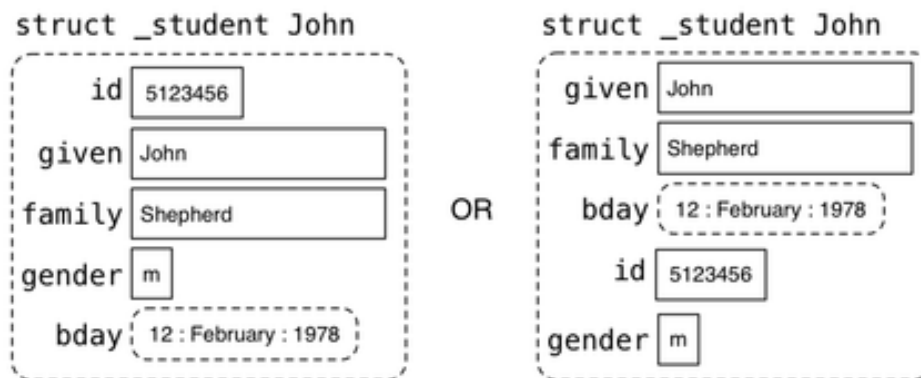 struct _student John
id 5123456
given John
family Shepherd
gender m
bday 12 : February : 1978
OR
struct _student John
given John
family Shepherd
bday 12 : February : 1978
id 5123456
gender m